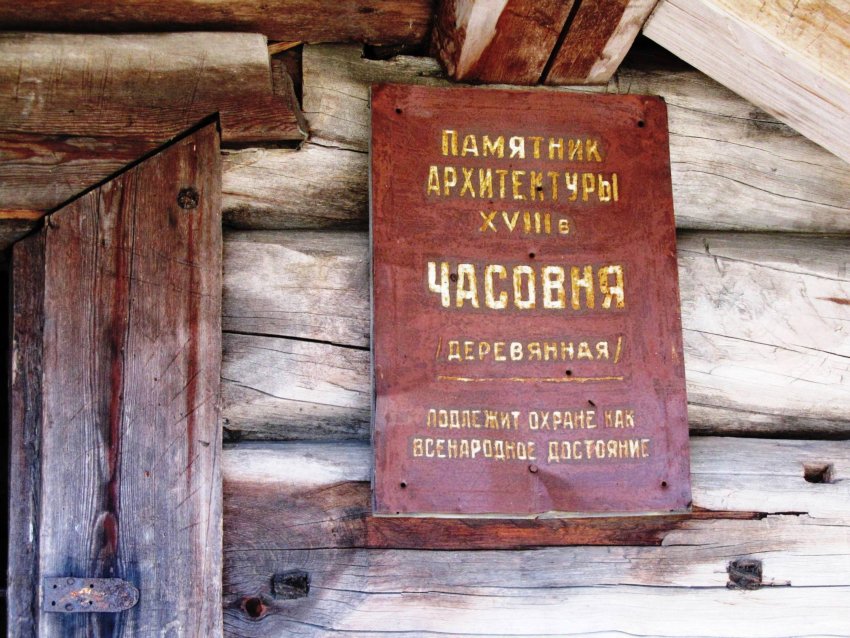 Памятник
архитектуры
XVIII в
часовня
/деревянная/
подлежит охране как
всенародное достояние